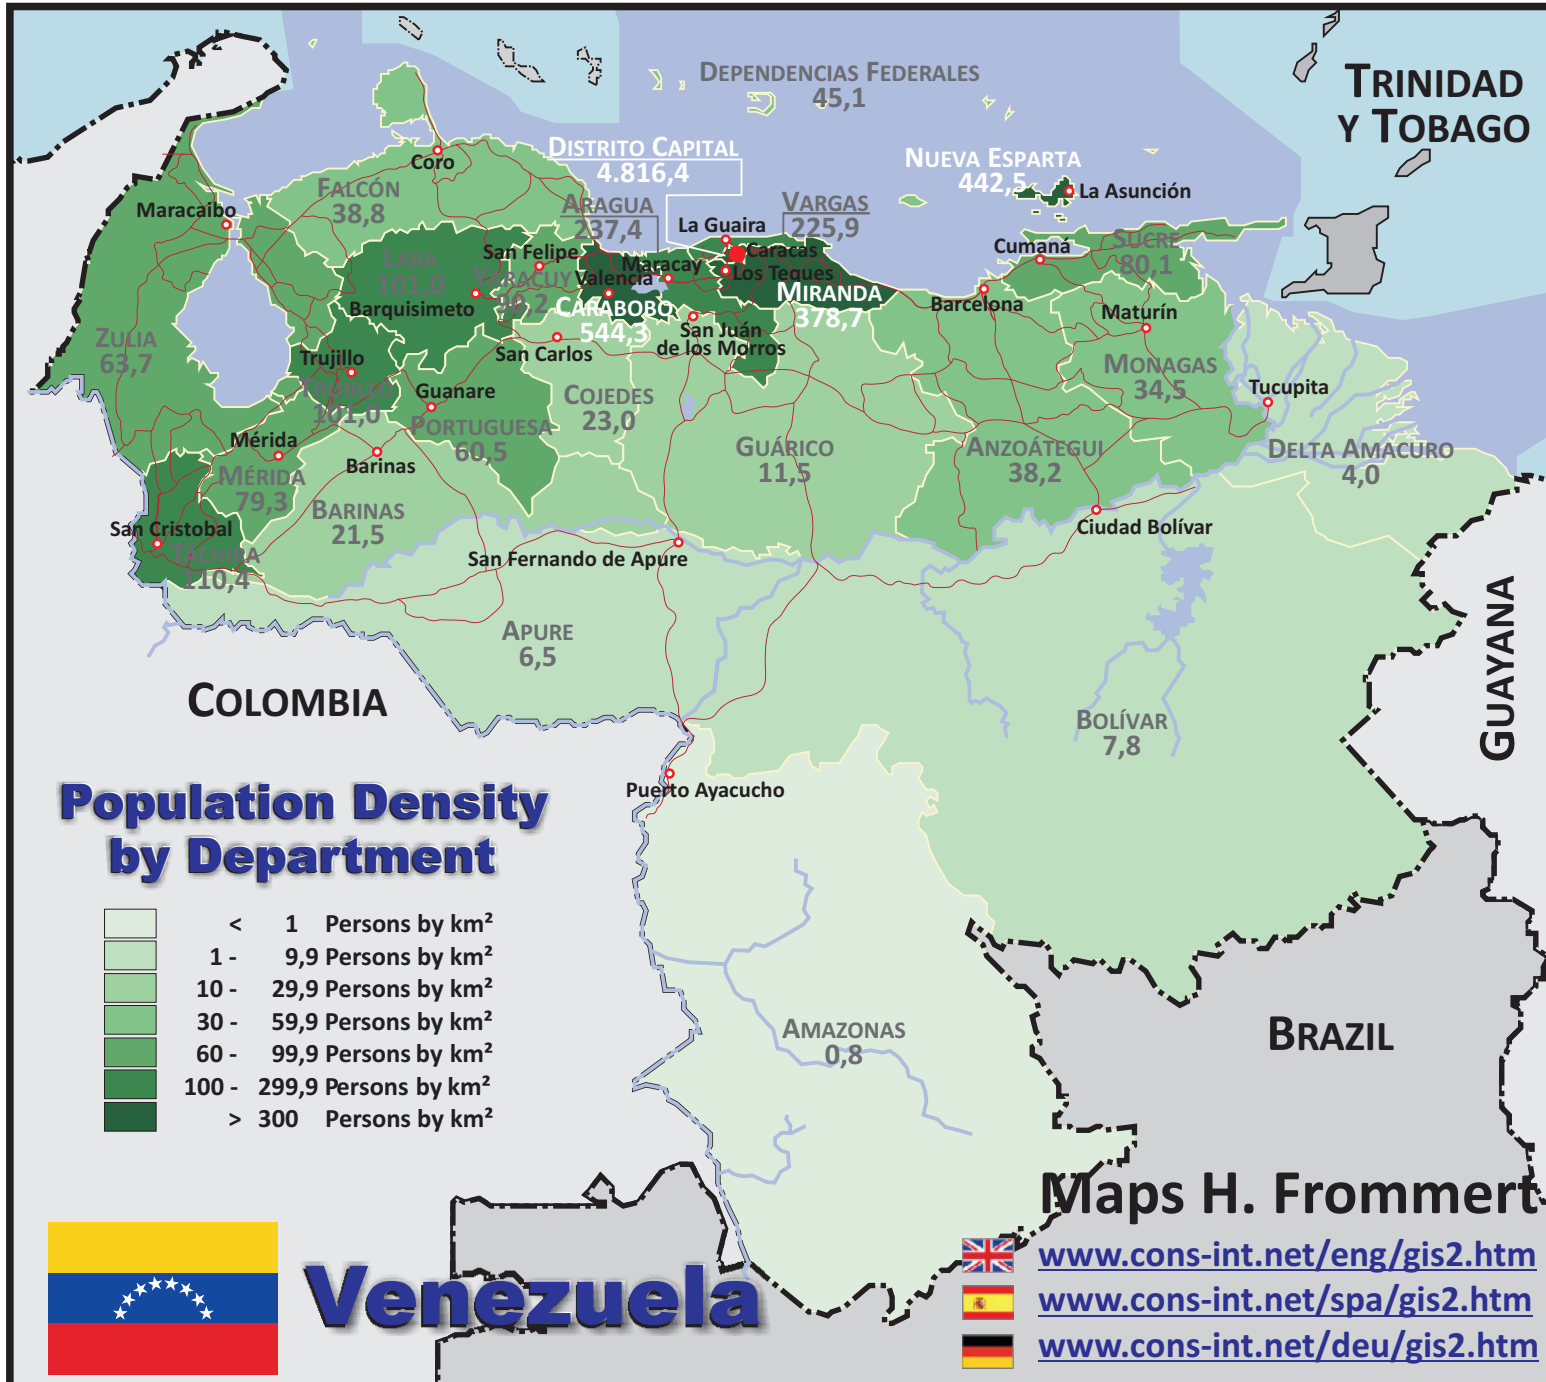 DEPENDENCIAS FEDERALES
45,1
TRINIDAD
Y TOBAGO
DISTRITO CAPITAL
4.816,4
NUEVA ESPARTA
442,5
La Asunción
Coro
FALCÓN
38,8
Maracaibo
ARAGUA
237,4
VARGAS
225,9
La Guaira
Caracas
Los Teques
Cumaná
SUCRE
80,1
San Felipe
LARA
101,0
YARACUY
90,2
Maracay
Valencia
Barquisimeto
CARABOBO
544,3
MIRANDA
378,7
Barcelona
Maturín
San Juán
de los Morros
San Carlos
ZULIA
63,7
Trujillo
TRUJILLO
101,0
Guanare
COJEDES
23,0
MONAGAS
34,5
Tucupita
PORTUGUESA
60,5
Mérida
MÉRIDA
79,3
Barinas
BARINAS
21,5
GUÁRICO
11,5
ANZOÁTEGUI
38,2
DELTA AMACURO
4,0
San Cristobal
TÁCHIRA
110,4
San Fernando de Apure
Ciudad Bolívar
APURE
6,5
COLOMBIA
BOLÍVAR
7,8
GUAYANA
Puerto Ayacucho
Population Density
by Department
< 1 Persons by km²
1 - 9,9 Persons by km²
10 - 29,9 Persons by km²
30 - 59,9 Persons by km²
60 - 99,9 Persons by km²
100 - 299,9 Persons by km²
> 300 Persons by km²
AMAZONAS
0,8
BRAZIL
Maps H. Frommert
www.cons-int.net/eng/gis2.htm
www.cons-int.net/spa/gis2.htm
www.cons-int.net/deu/gis2.htm
Venezuela